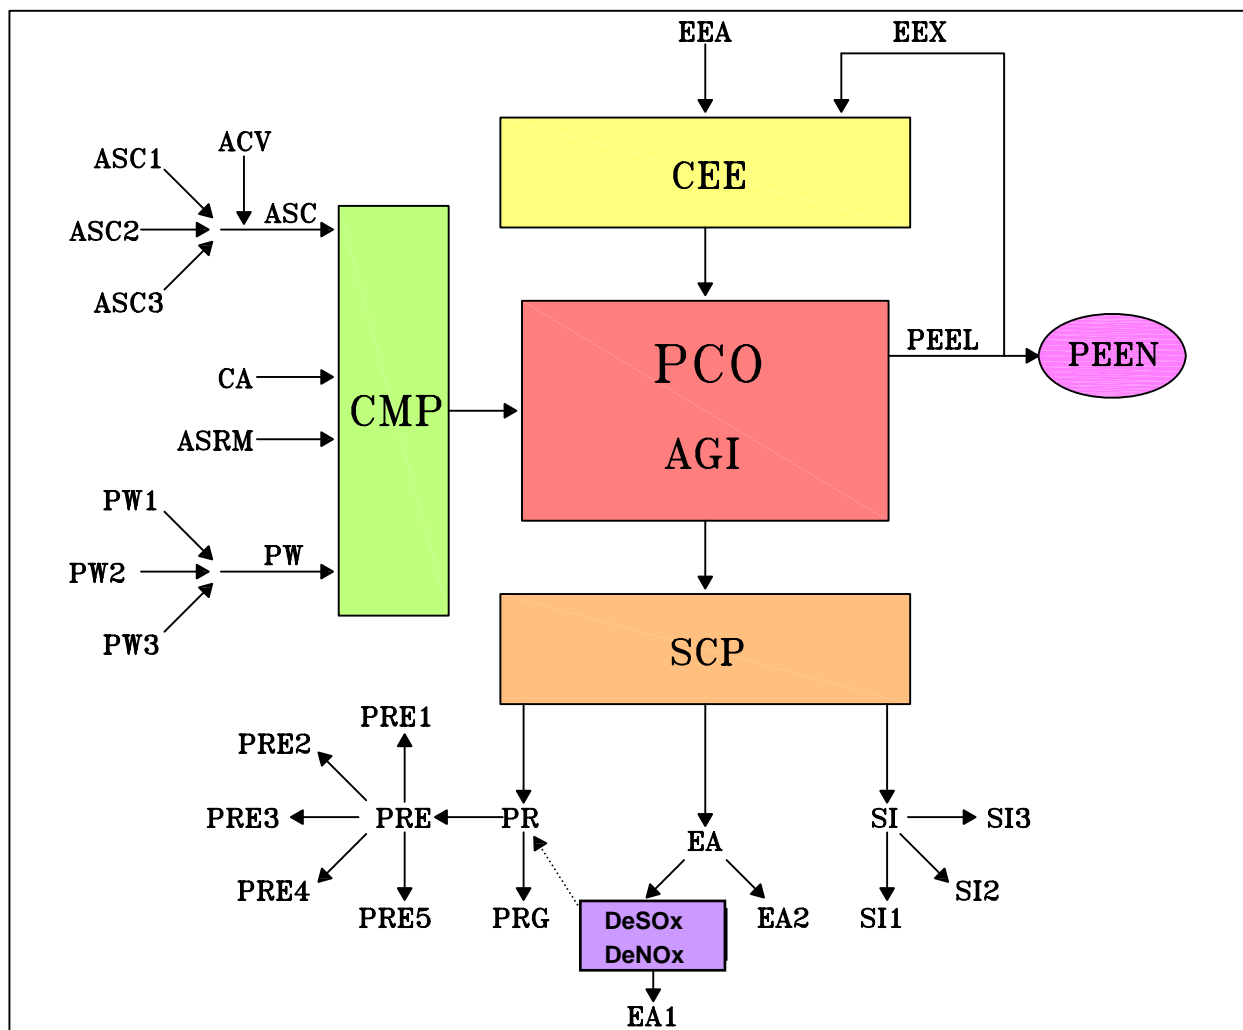 EEA
EEX
CEE
ACV
ASC1
ASC
ASC2
ASC3
CA
CMP
ASRM
PW1
PW
PW2
PW3
PCO
AGI
PEEL
PEEN
SCP
PRE1
PRE2
PRE3
PRE
PR
PRE4
PRE5
PRG
EA
DeSOx
DeNOx
EA2
EA1
SI
SI3
SI2
SI1